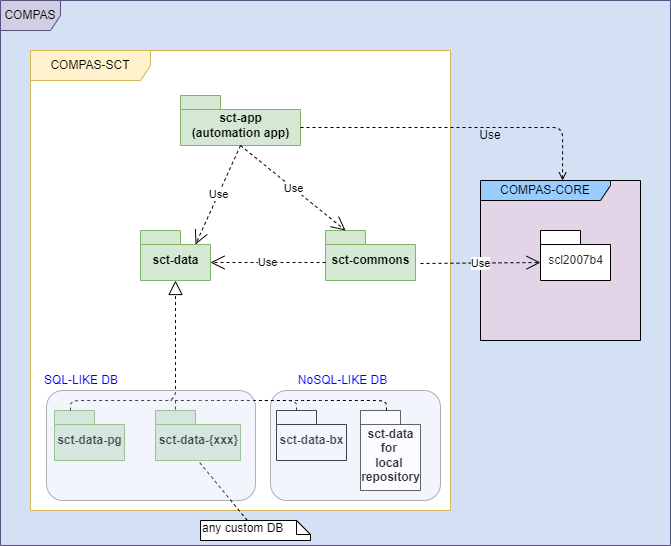 COMPAS
COMPAS-SCT
sct-app
(automation app)
Use
Use
Use
COMPAS-CORE
sct-data
Use
sct-commons
Use
scl2007b4
SQL-LIKE DB
NoSQL-LIKE DB
sct-data-pg
sct-data-{xxx}
sct-data-bx
sct-data
for
local
repository
any custom DB